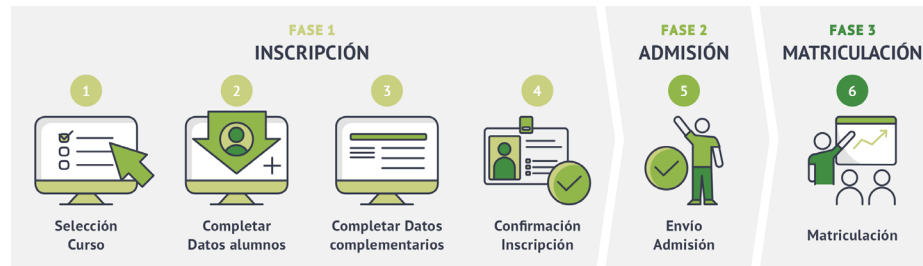 FASE 1
INSCRIPCIÓN
1
Selección
Curso
2
Completar
Datos alumnos
3
Completar Datos
complementarios
4
Confirmación
Inscripción
FASE 2
ADMISIÓN
5
Envío
Admisión
FASE 3
MATRICULACIÓN
6
Matriculación